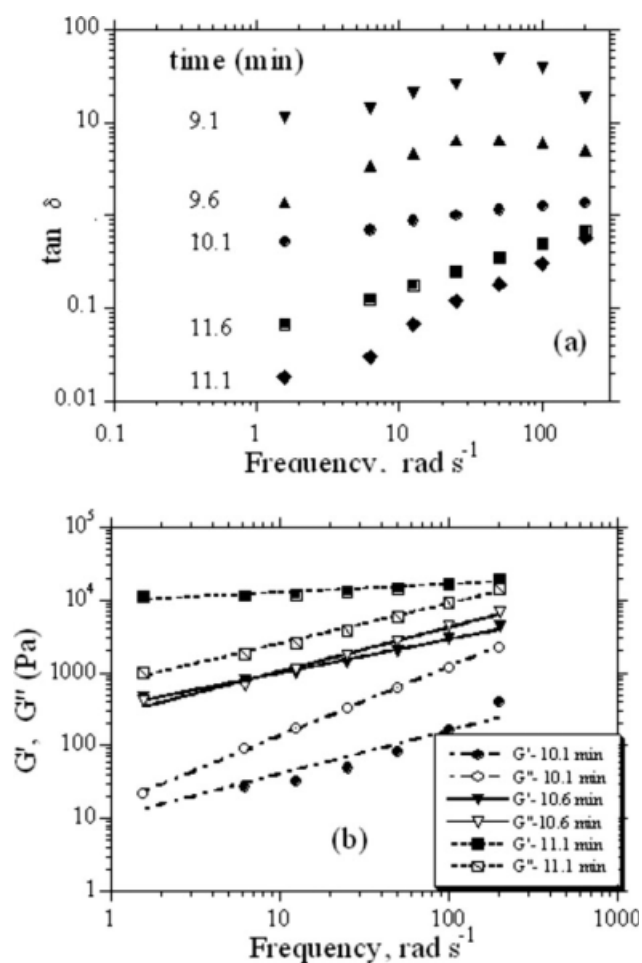 100
time (min)
10
9.1
1
9.6
10.1
tan δ
0.1
11.6
(a)
11.1
0.01
0.1 1 10 100
Frequency, rad s⁻¹
10⁵
10⁴
1000
100
10
1
G', G'' (Pa)
G'- 10.1 min
G''- 10.1 min
G'- 10.6 min
G''-10.6 min
G'- 11.1 min
G''- 11.1 min
(b)
1 10 100 1000
Frequency, rad s⁻¹